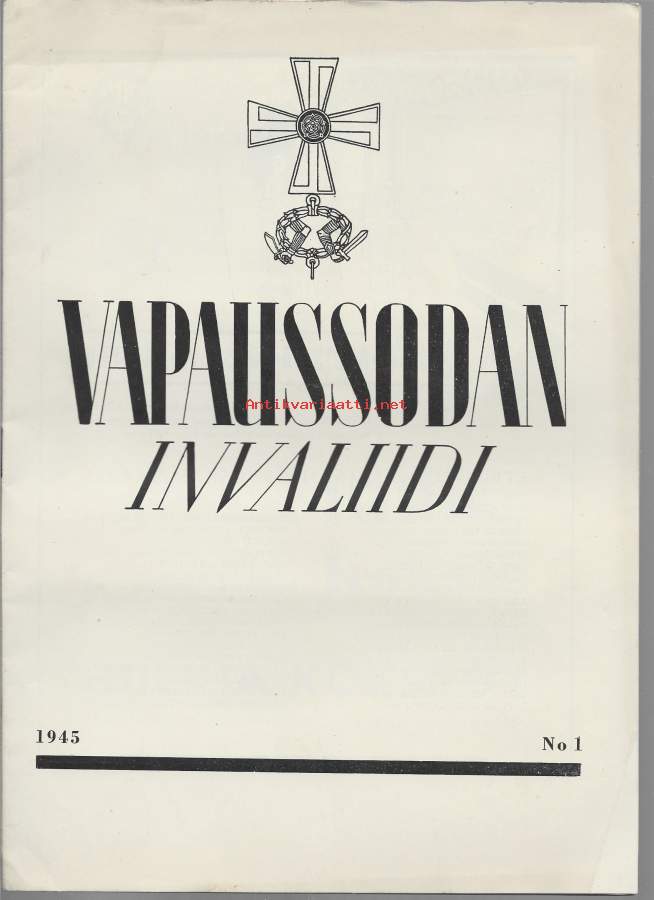 VAPAUSSODAN
Antikvariaatti.net
INVALIIDI
1945 No 1